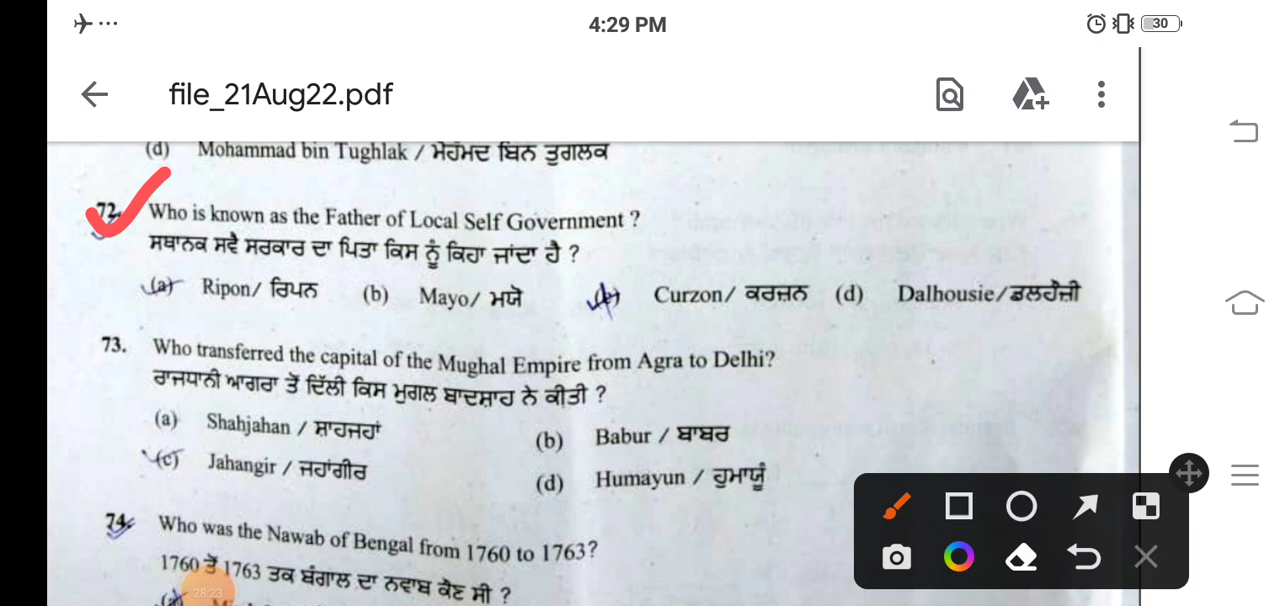 4:29 PM
30
file_21Aug22.pdf
(d) Mohammad bin Tughlak / ਮੋਹੰਮਦ ਬਿਨ ਤੁਗਲਕ
72. Who is known as the Father of Local Self Government ?
ਸਥਾਨਕ ਸਵੈ ਸਰਕਾਰ ਦਾ ਪਿਤਾ ਕਿਸ ਨੂੰ ਕਿਹਾ ਜਾਂਦਾ ਹੈ ?
(a) Ripon/ ਰਿਪਨ (b) Mayo/ ਮਯੋ Curzon/ ਕਰਜ਼ਨ (d) Dalhousie/ਡਲਹੌਜ਼ੀ
73. Who transferred the capital of the Mughal Empire from Agra to Delhi?
ਰਾਜਧਾਨੀ ਆਗਰਾ ਤੋਂ ਦਿੱਲੀ ਕਿਸ ਮੁਗਲ ਬਾਦਸ਼ਾਹ ਨੇ ਕੀਤੀ ?
(a) Shahjahan / ਸ਼ਾਹਜਹਾਂ (b) Babur / ਬਾਬਰ
(c) Jahangir / ਜਹਾਂਗੀਰ (d) Humayun / ਹੁਮਾਯੂੰ
74. Who was the Nawab of Bengal from 1760 to 1763?
1760 ਤੋਂ 1763 ਤਕ ਬੰਗਾਲ ਦਾ ਨਵਾਬ ਕੌਣ ਸੀ ?
28:23